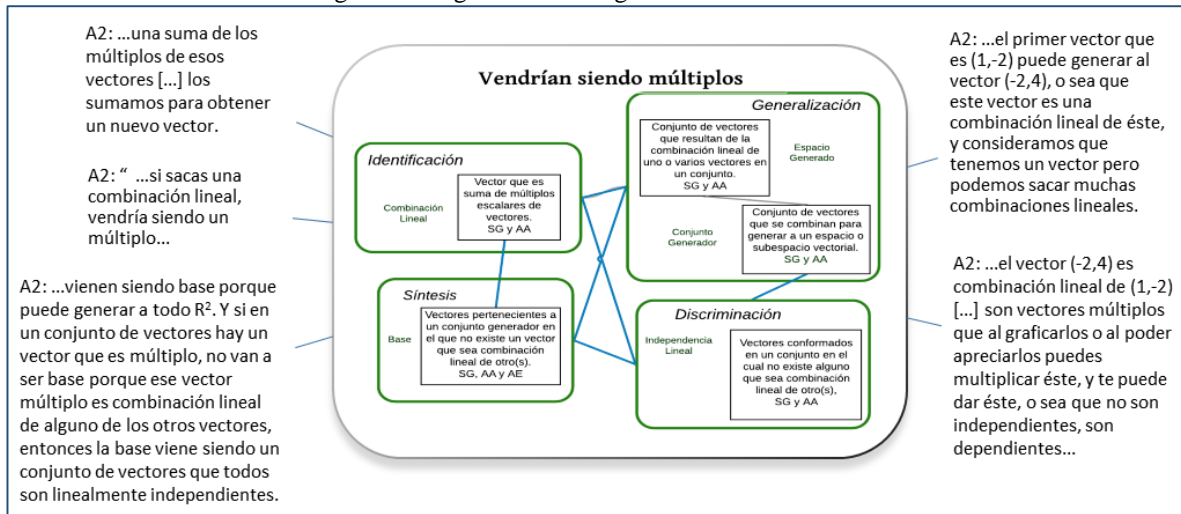 A2: ...una suma de los
múltiplos de esos
vectores [...] los
sumamos para obtener
un nuevo vector.
A2: “ ...si sacas una
combinación lineal,
vendría siendo un
múltiplo...
A2: ...vienen siendo base porque
puede generar a todo R². Y si en
un conjunto de vectores hay un
vector que es múltiplo, no van a
ser base porque ese vector
múltiplo es combinación lineal
de alguno de los otros vectores,
entonces la base viene siendo un
conjunto de vectores que todos
son linealmente independientes.
Vendrían siendo múltiplos
Identificación
Combinación
Lineal
Vector que es
suma de múltiplos
escalares de
vectores.
SG y AA
Generalización
Conjunto de vectores
que resultan de la
combinación lineal de
uno o varios vectores en
un conjunto.
SG y AA
Espacio
Generado
Conjunto
Generador
Conjunto de vectores
que se combinan para
generar a un espacio o
subespacio vectorial.
SG y AA
Síntesis
Base
Vectores pertenecientes a
un conjunto generador en
el que no existe un vector
que sea combinación
lineal de otro(s).
SG, AA y AE
Discriminación
Independencia
Lineal
Vectores conformados
en un conjunto en el
cual no existe alguno
que sea combinación
lineal de otro(s),
SG y AA
A2: ...el primer vector que
es (1,-2) puede generar al
vector (-2,4), o sea que
este vector es una
combinación lineal de éste,
y consideramos que
tenemos un vector pero
podemos sacar muchas
combinaciones lineales.
A2: ...el vector (-2,4) es
combinación lineal de (1,-2)
[...] son vectores múltiplos
que al graficarlos o al poder
apreciarlos puedes
multiplicar éste, y te puede
dar éste, o sea que no son
independientes, son
dependientes...